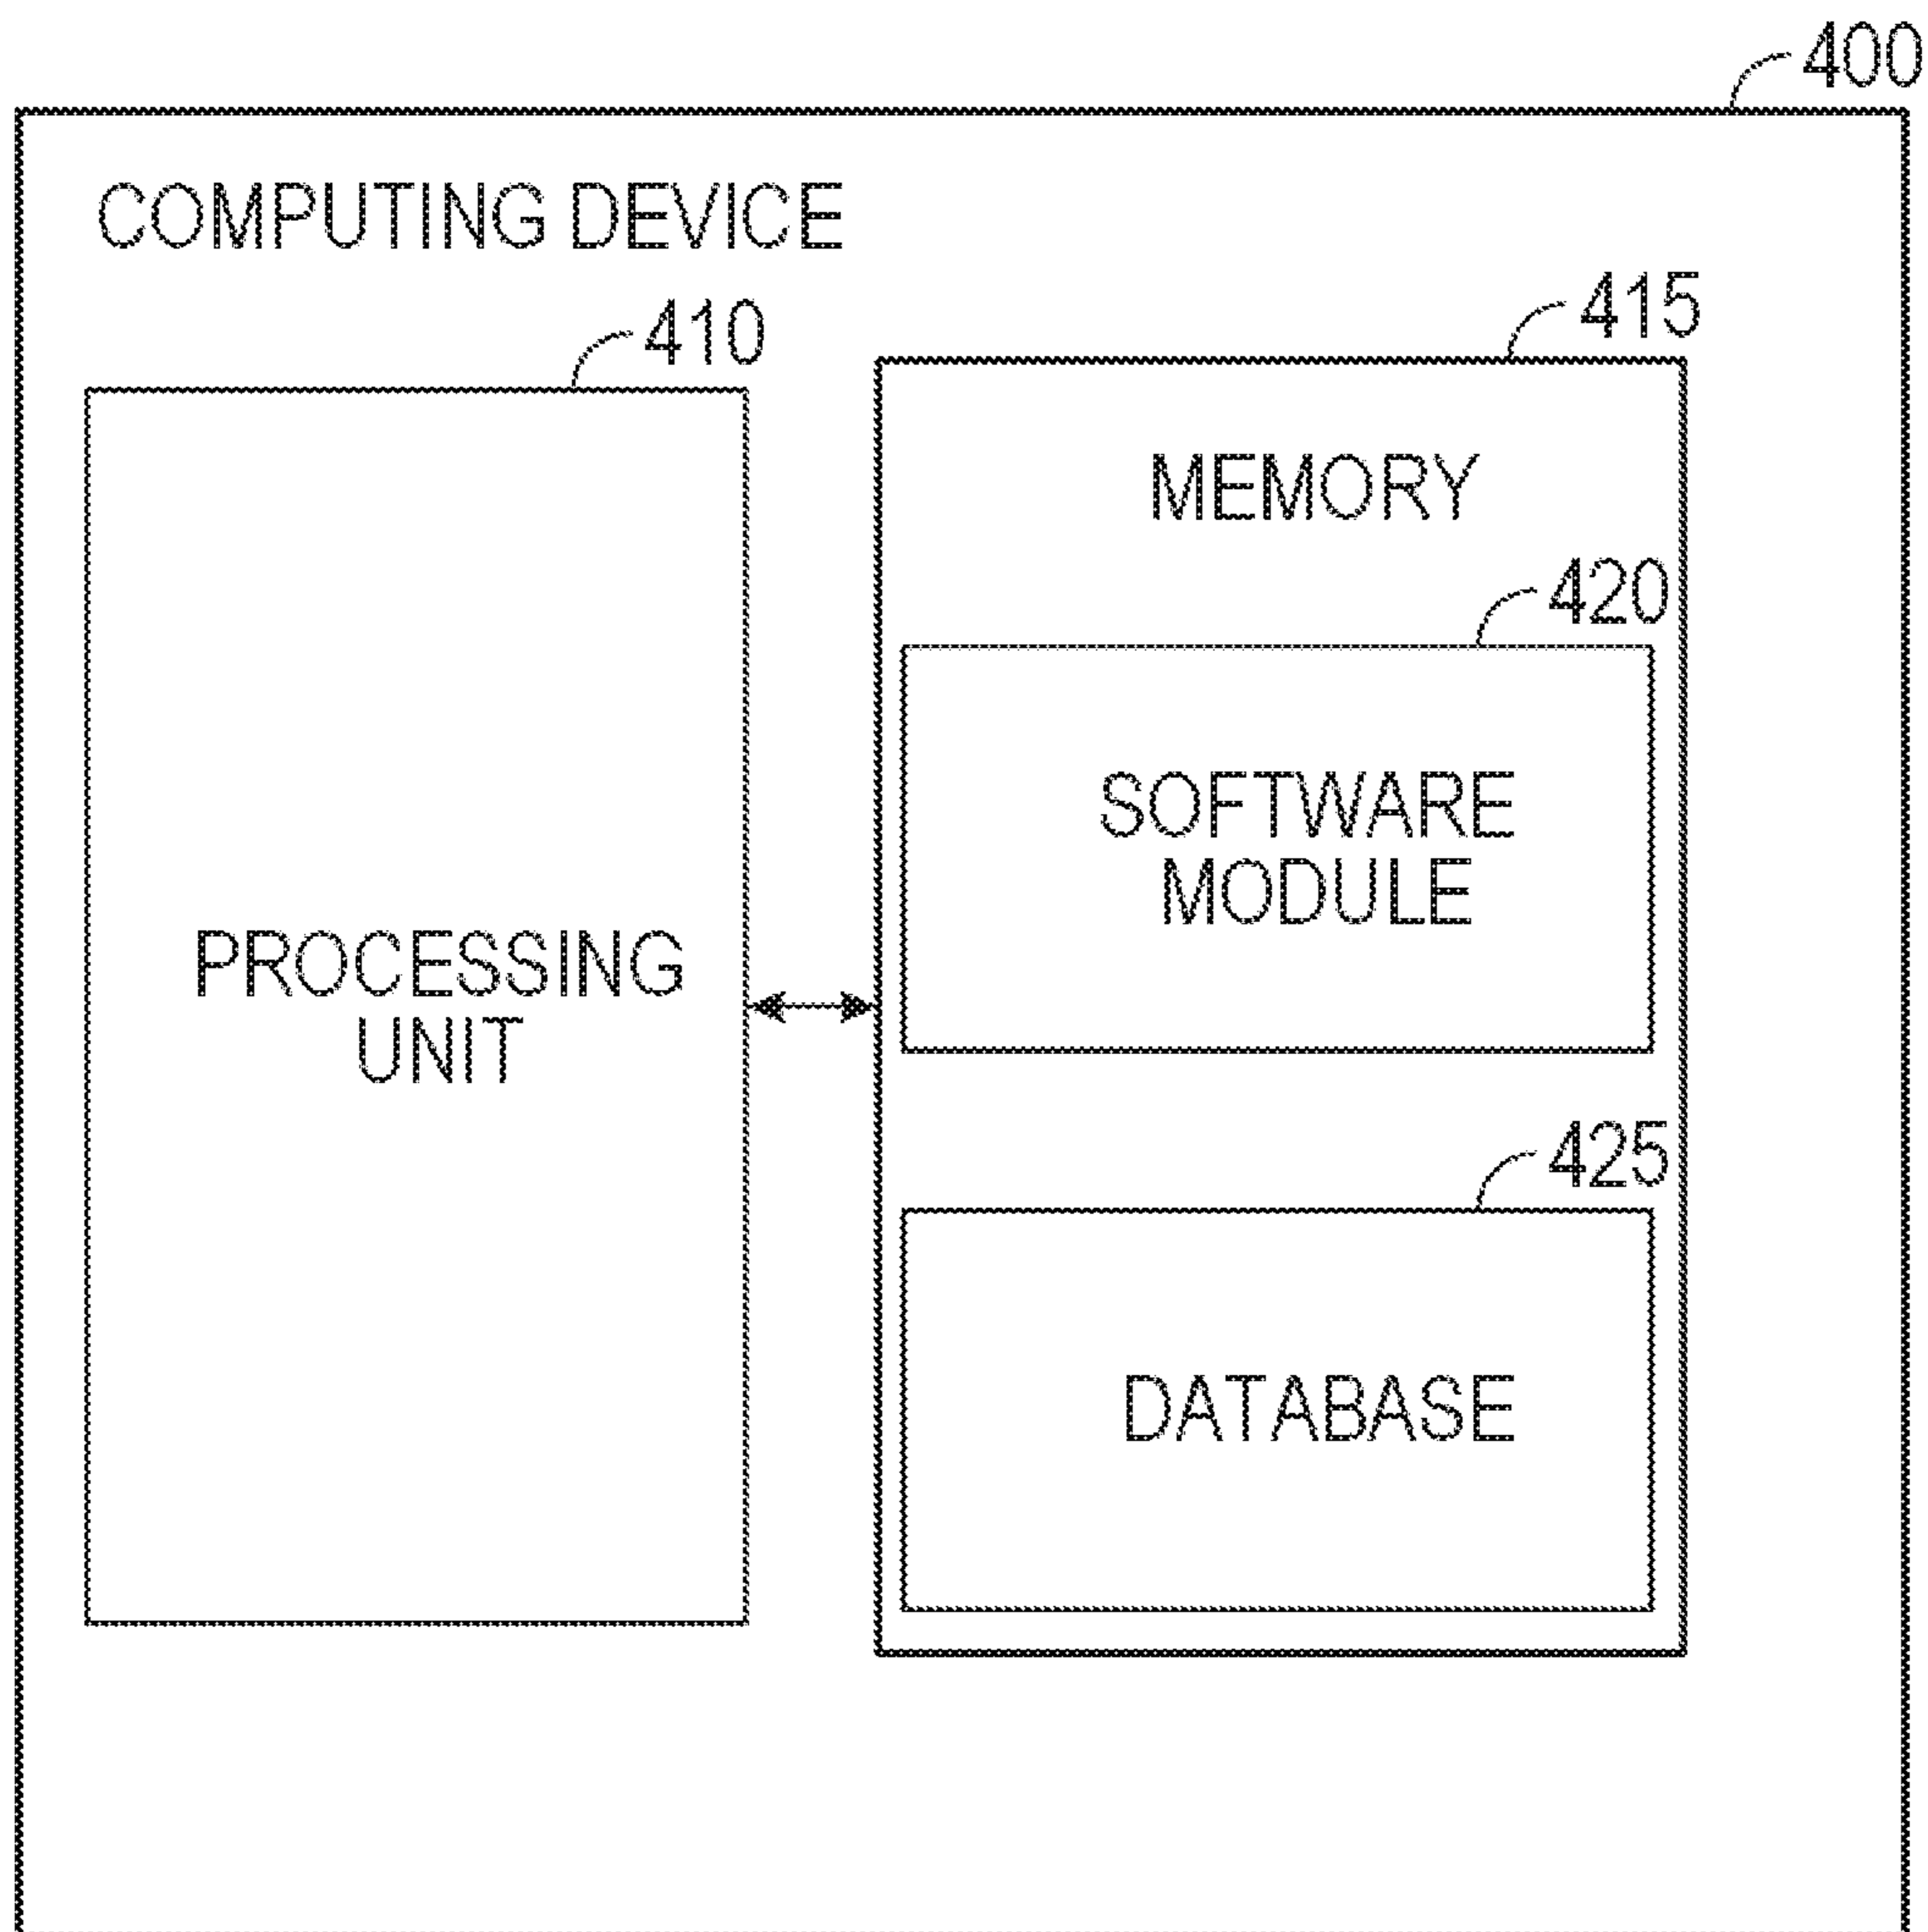 400
COMPUTING DEVICE
410
415
MEMORY
420
SOFTWARE
MODULE
PROCESSING
UNIT
425
DATABASE